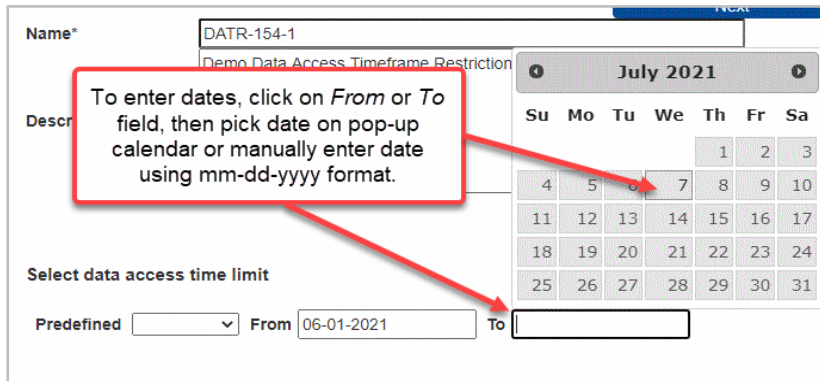 Next
Name*
DATR-154-1
Demo Data Access Timeframe Restriction
July 2021
Su Mo Tu We Th Fr Sa
1 2 3
4 5 6 7 8 9 10
11 12 13 14 15 16 17
18 19 20 21 22 23 24
25 26 27 28 29 30 31
Descr
To enter dates, click on From or To
field, then pick date on pop-up
calendar or manually enter date
using mm-dd-yyyy format.
Select data access time limit
Predefined From 06-01-2021 To